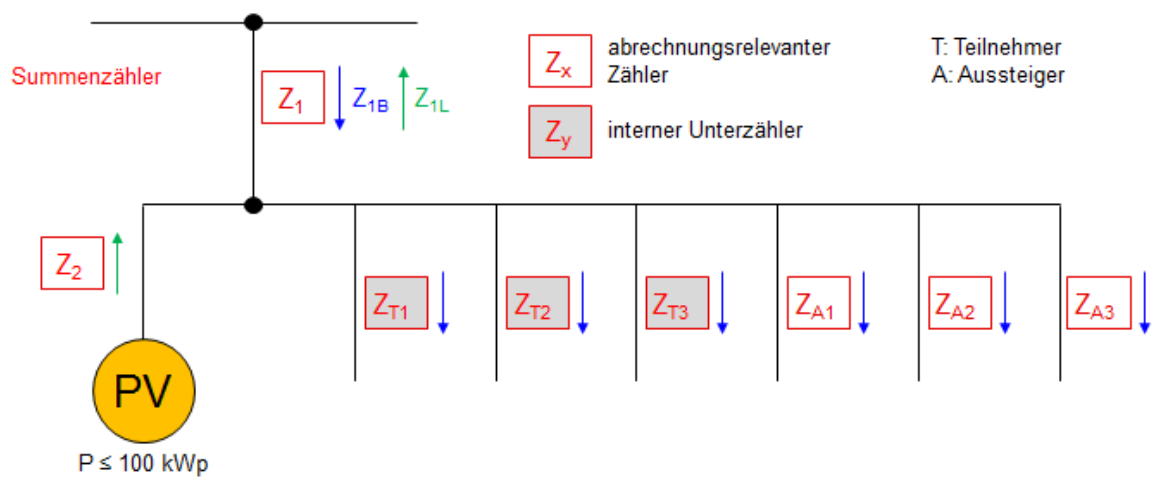 Summenzähler
Z1
Z1B
Z1L
Zx
abrechnungsrelevanter
Zähler
Zy
interner Unterzähler
T: Teilnehmer
A: Aussteiger
Z2
ZT1
ZT2
ZT3
ZA1
ZA2
ZA3
PV
P ≤ 100 kWp